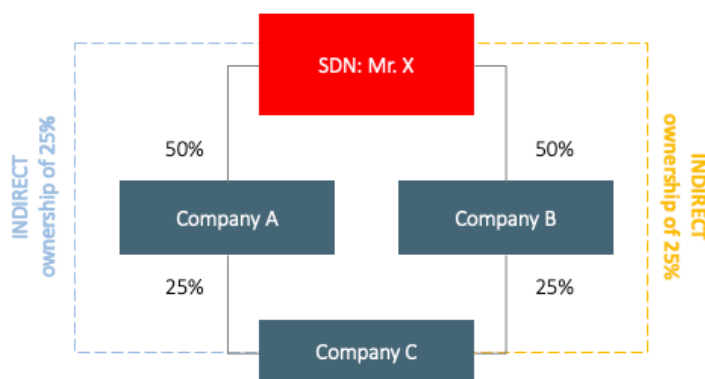 SDN: Mr. X
INDIRECT
ownership of 25%
50%
50%
INDIRECT
ownership of 25%
Company A
Company B
25%
25%
Company C